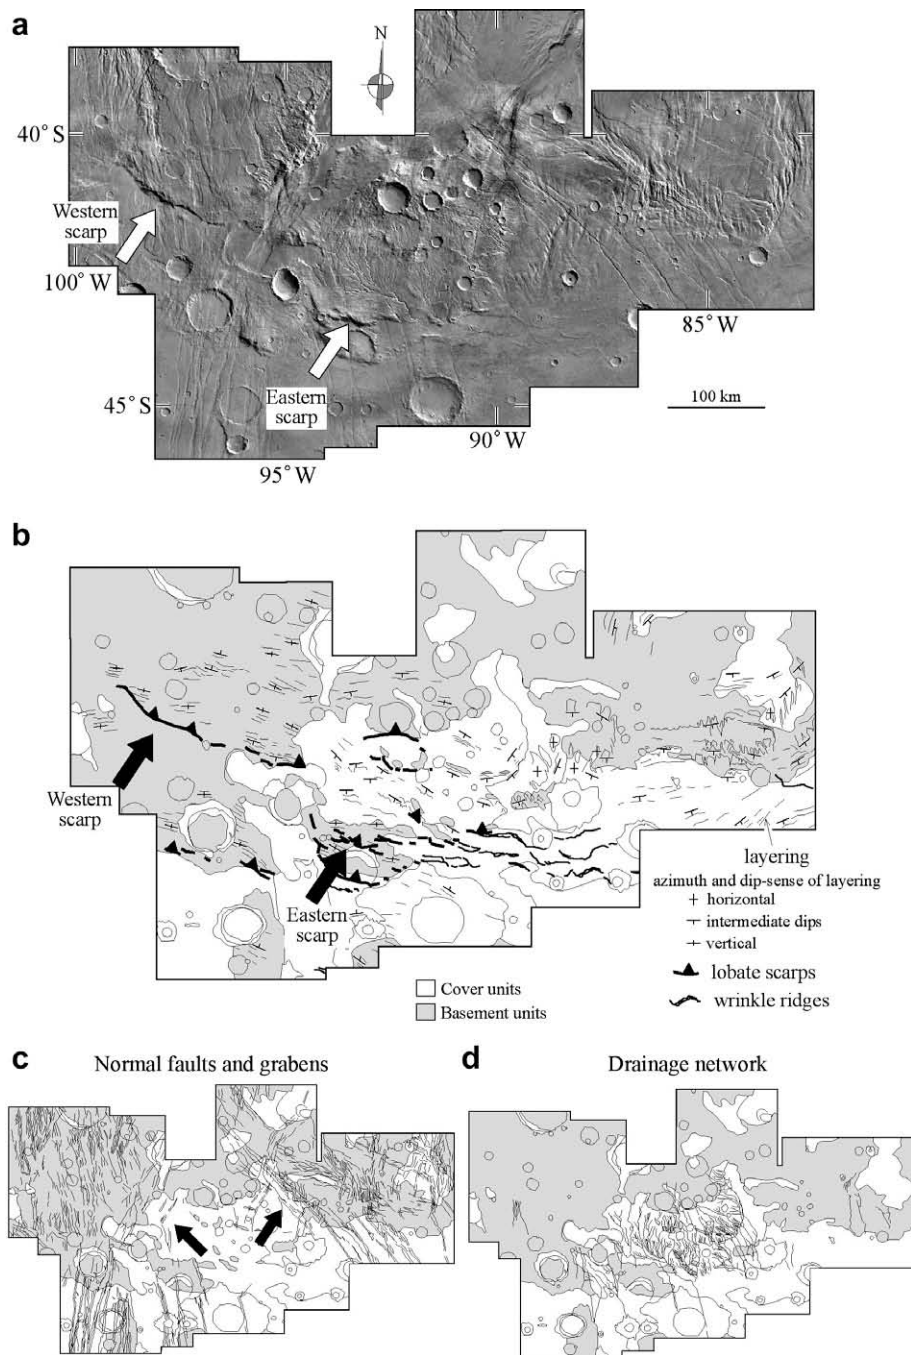 a
N
40° S
Western
scarp
100° W
85° W
Eastern
scarp
45° S
100 km
90° W
95° W
b
Western
scarp
Eastern
scarp
layering
azimuth and dip-sense of layering
horizontal
intermediate dips
vertical
lobate scarps
wrinkle ridges
Cover units
Basement units
c
Normal faults and grabens
d
Drainage network